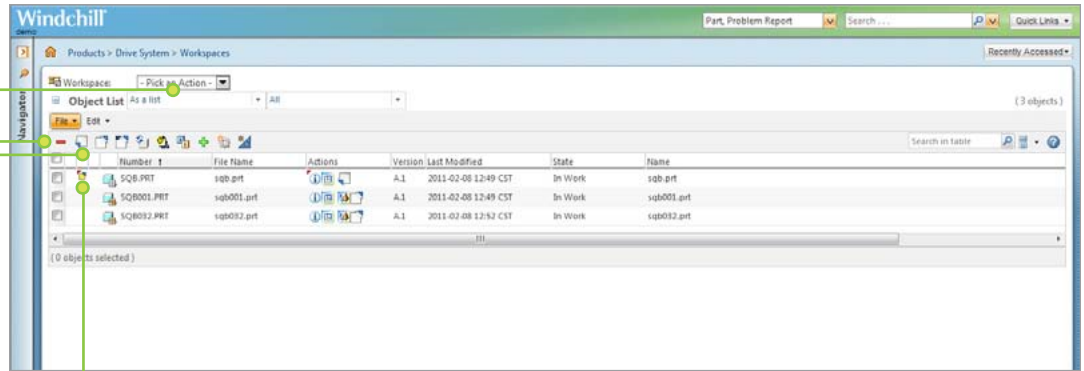 Windchill
demo
Part, Problem Report Search ... Quick Links
Products > Drive System > Workspaces Recently Accessed
Navigator
Workspace: - Pick an Action -
Object List As a list All (3 objects)
File Edit
Search in table
Number File Name Actions Version Last Modified State Name
SQB.PRT sqb.prt A.1 2011-02-08 12:49 CST In Work sqb.prt
SQB001.PRT sqb001.prt A.1 2011-02-08 12:49 CST In Work sqb001.prt
SQB032.PRT sqb032.prt A.1 2011-02-08 12:52 CST In Work sqb032.prt
(0 objects selected)